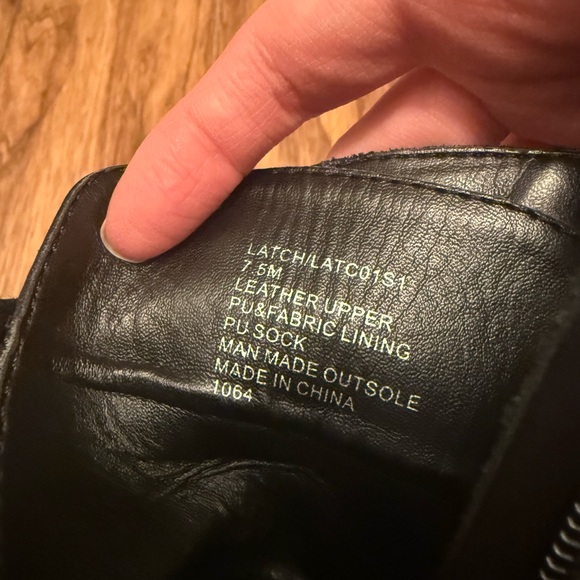 LATCH/LATC01S1
7.5M
LEATHER UPPER
PU&FABRIC LINING
PU SOCK
MAN MADE OUTSOLE
MADE IN CHINA
1064